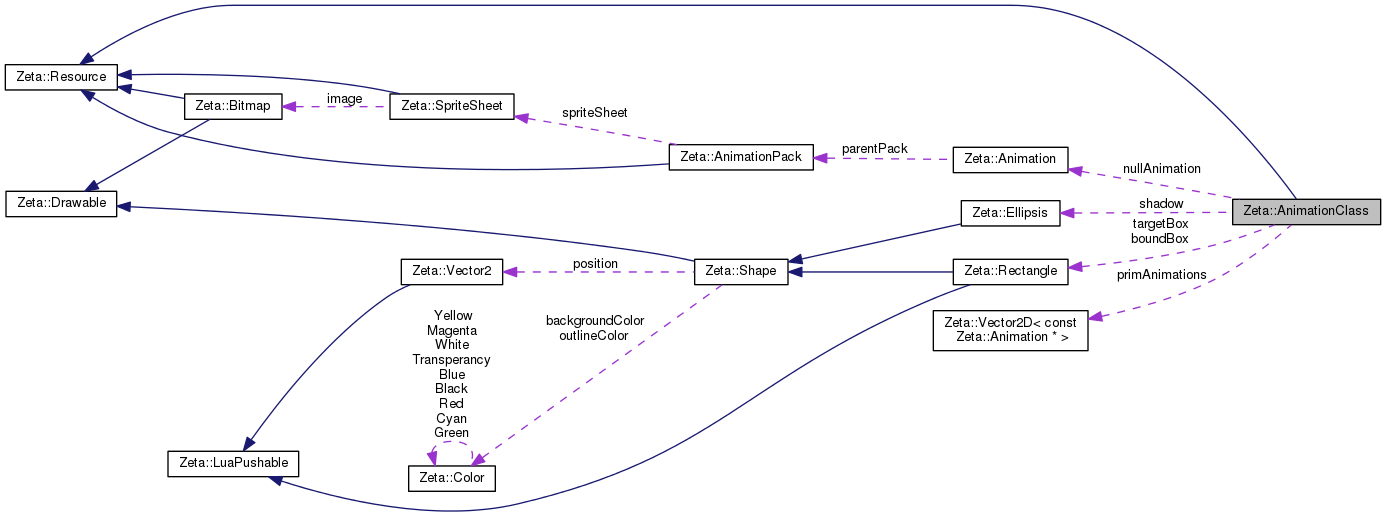 Zeta::Resource
Zeta::Bitmap
image
Zeta::SpriteSheet
spriteSheet
Zeta::AnimationPack
parentPack
Zeta::Animation
nullAnimation
Zeta::Drawable
Zeta::Ellipsis
shadow
Zeta::AnimationClass
targetBox
boundBox
Zeta::Vector2
position
Zeta::Shape
Zeta::Rectangle
primAnimations
Zeta::Vector2D< const
Zeta::Animation * >
backgroundColor
outlineColor
Yellow
Magenta
White
Transperancy
Blue
Black
Red
Cyan
Green
Zeta::LuaPushable
Zeta::Color